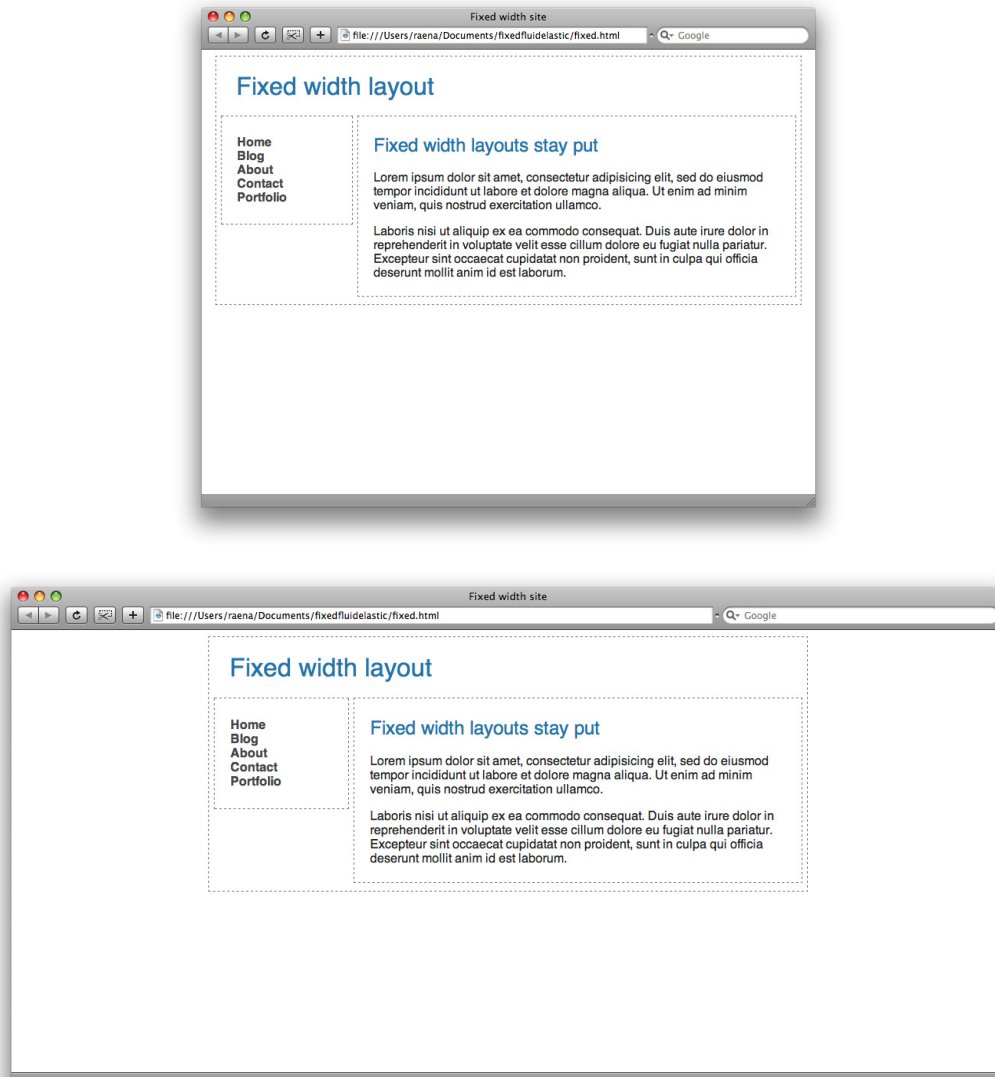 Fixed width site
file:///Users/raena/Documents/fixedfluidelastic/fixed.html
Google
Fixed width layout
Home
Blog
About
Contact
Portfolio
Fixed width layouts stay put
Lorem ipsum dolor sit amet, consectetur adipisicing elit, sed do eiusmod
tempor incididunt ut labore et dolore magna aliqua. Ut enim ad minim
veniam, quis nostrud exercitation ullamco.
Laboris nisi ut aliquip ex ea commodo consequat. Duis aute irure dolor in
reprehenderit in voluptate velit esse cillum dolore eu fugiat nulla pariatur.
Excepteur sint occaecat cupidatat non proident, sunt in culpa qui officia
deserunt mollit anim id est laborum.
Fixed width site
file:///Users/raena/Documents/fixedfluidelastic/fixed.html
Google
Fixed width layout
Home
Blog
About
Contact
Portfolio
Fixed width layouts stay put
Lorem ipsum dolor sit amet, consectetur adipisicing elit, sed do eiusmod
tempor incididunt ut labore et dolore magna aliqua. Ut enim ad minim
veniam, quis nostrud exercitation ullamco.
Laboris nisi ut aliquip ex ea commodo consequat. Duis aute irure dolor in
reprehenderit in voluptate velit esse cillum dolore eu fugiat nulla pariatur.
Excepteur sint occaecat cupidatat non proident, sunt in culpa qui officia
deserunt mollit anim id est laborum.